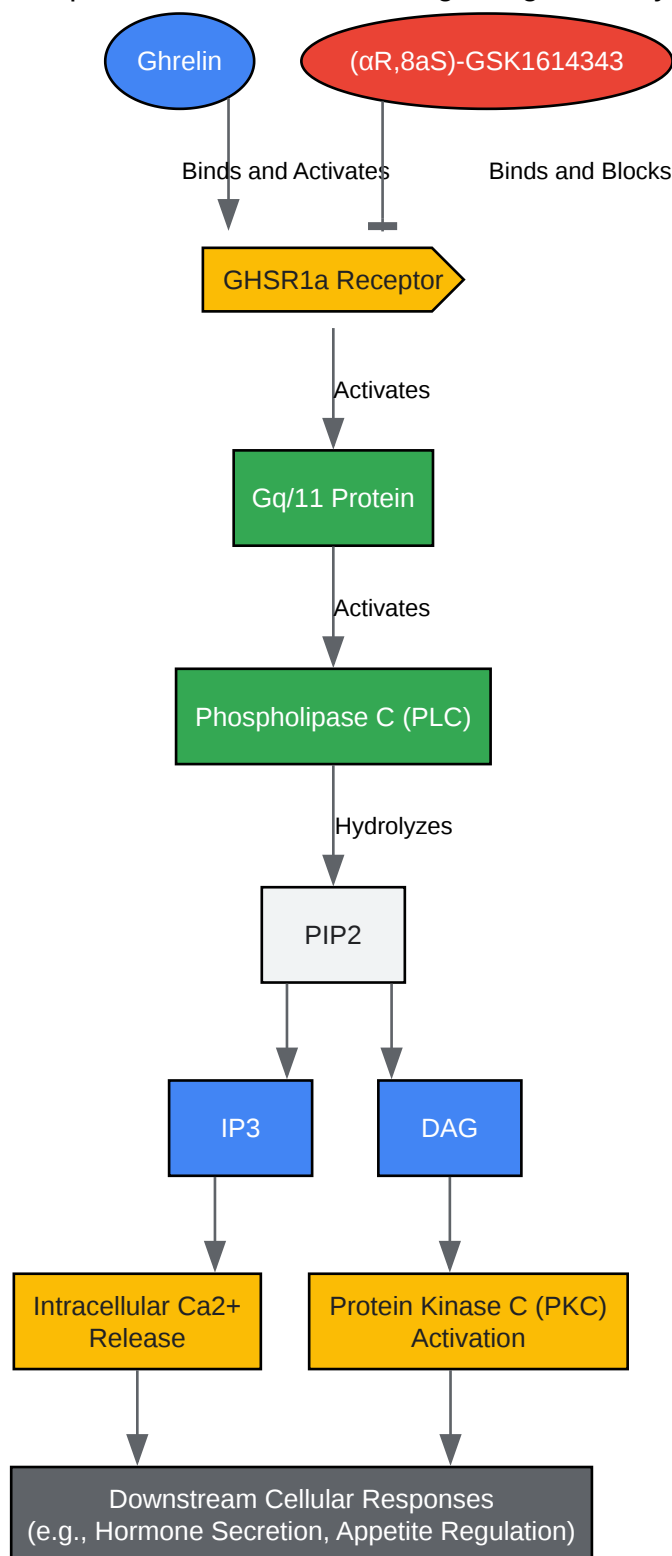 Ghrelin
(αR,8aS)-GSK1614343
Binds and Activates
Binds and Blocks
GHSR1a Receptor
Activates
Gq/11 Protein
Activates
Phospholipase C (PLC)
Hydrolyzes
PIP2
IP3
DAG
Intracellular Ca2+
Release
Protein Kinase C (PKC)
Activation
Downstream Cellular Responses
(e.g., Hormone Secretion, Appetite Regulation)